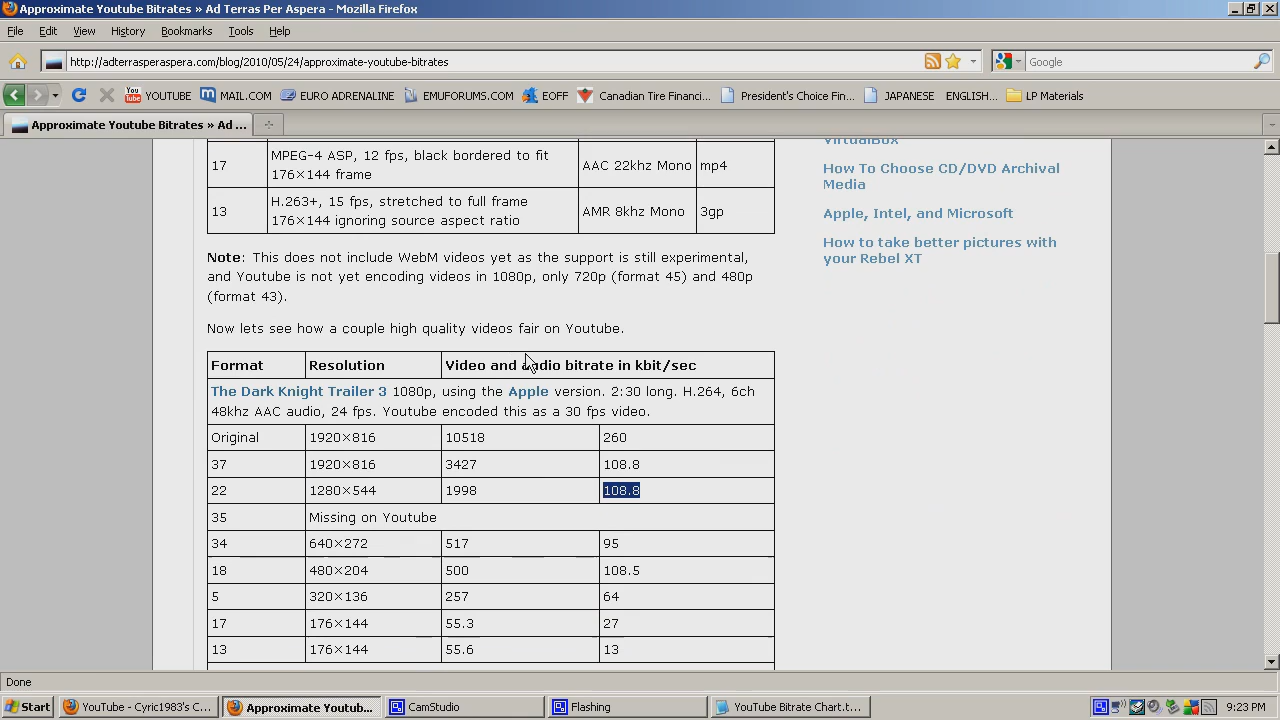 Approximate Youtube Bitrates » Ad Terras Per Aspera - Mozilla Firefox
File Edit View History Bookmarks Tools Help
http://adterrasperaspera.com/blog/2010/05/24/approximate-youtube-bitrates
Google
YOUTUBE MAIL.COM EURO ADRENALINE EMUFORUMS.COM EOFF Canadian Tire Financi... President's Choice Fin... JAPANESE ENGLISH... LP Materials
Approximate Youtube Bitrates » Ad ...
VirtualBox
How To Choose CD/DVD Archival
Media
Apple, Intel, and Microsoft
How to take better pictures with
your Rebel XT
17 MPEG-4 ASP, 12 fps, black bordered to fit AAC 22khz Mono mp4
176×144 frame
13 H.263+, 15 fps, stretched to full frame AMR 8khz Mono 3gp
176×144 ignoring source aspect ratio
Note: This does not include WebM videos yet as the support is still experimental,
and Youtube is not yet encoding videos in 1080p, only 720p (format 45) and 480p
(format 43).
Now lets see how a couple high quality videos fair on Youtube.
Format Resolution Video and audio bitrate in kbit/sec
The Dark Knight Trailer 3 1080p, using the Apple version. 2:30 long. H.264, 6ch
48khz AAC audio, 24 fps. Youtube encoded this as a 30 fps video.
Original 1920×816 10518 260
37 1920×816 3427 108.8
22 1280×544 1998 108.8
35 Missing on Youtube
34 640×272 517 95
18 480×204 500 108.5
5 320×136 257 64
17 176×144 55.3 27
13 176×144 55.6 13
Done
Start YouTube - Cyric1983's C... Approximate Youtub... CamStudio Flashing YouTube Bitrate Chart.t... 9:23 PM